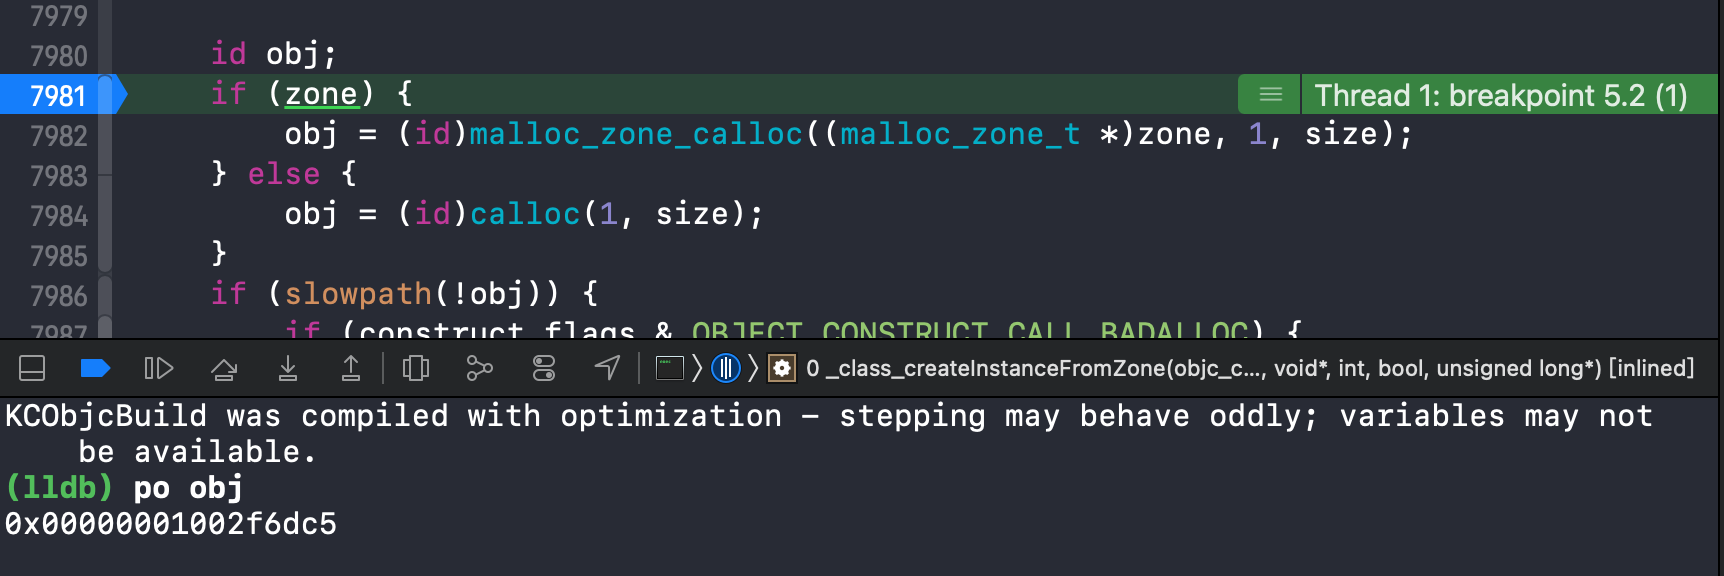 7979
7980 id obj;
7981 if (zone) { Thread 1: breakpoint 5.2 (1)
7982 obj = (id)malloc_zone_calloc((malloc_zone_t *)zone, 1, size);
7983 } else {
7984 obj = (id)calloc(1, size);
7985 }
7986 if (slowpath(!obj)) {
7987 if (construct_flags & OBJECT_CONSTRUCT_CALL_BADALLOC) {
0 _class_createInstanceFromZone(objc_c..., void*, int, bool, unsigned long*) [inlined]
KCObjcBuild was compiled with optimization – stepping may behave oddly; variables may not
be available.
(lldb) po obj
0x00000001002f6dc5